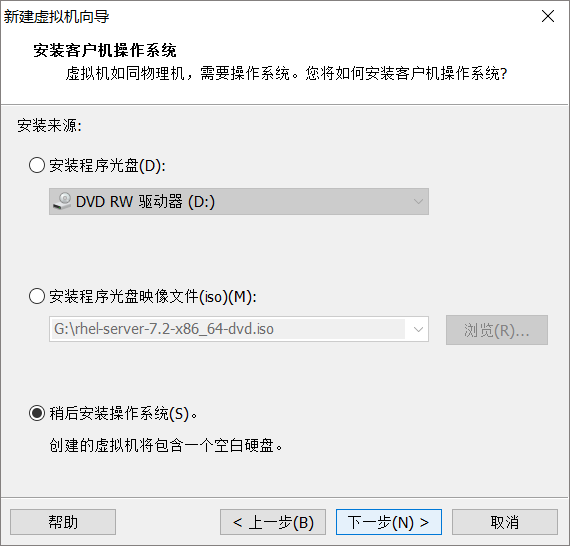 新建虚拟机向导
安装客户机操作系统
虚拟机如同物理机，需要操作系统。您将如何安装客户机操作系统?
安装来源:
安装程序光盘(D):
DVD RW 驱动器 (D:)
安装程序光盘映像文件(iso)(M):
G:\rhel-server-7.2-x86_64-dvd.iso
浏览(R)...
稍后安装操作系统(S)。
创建的虚拟机将包含一个空白硬盘。
帮助
< 上一步(B)
下一步(N) >
取消